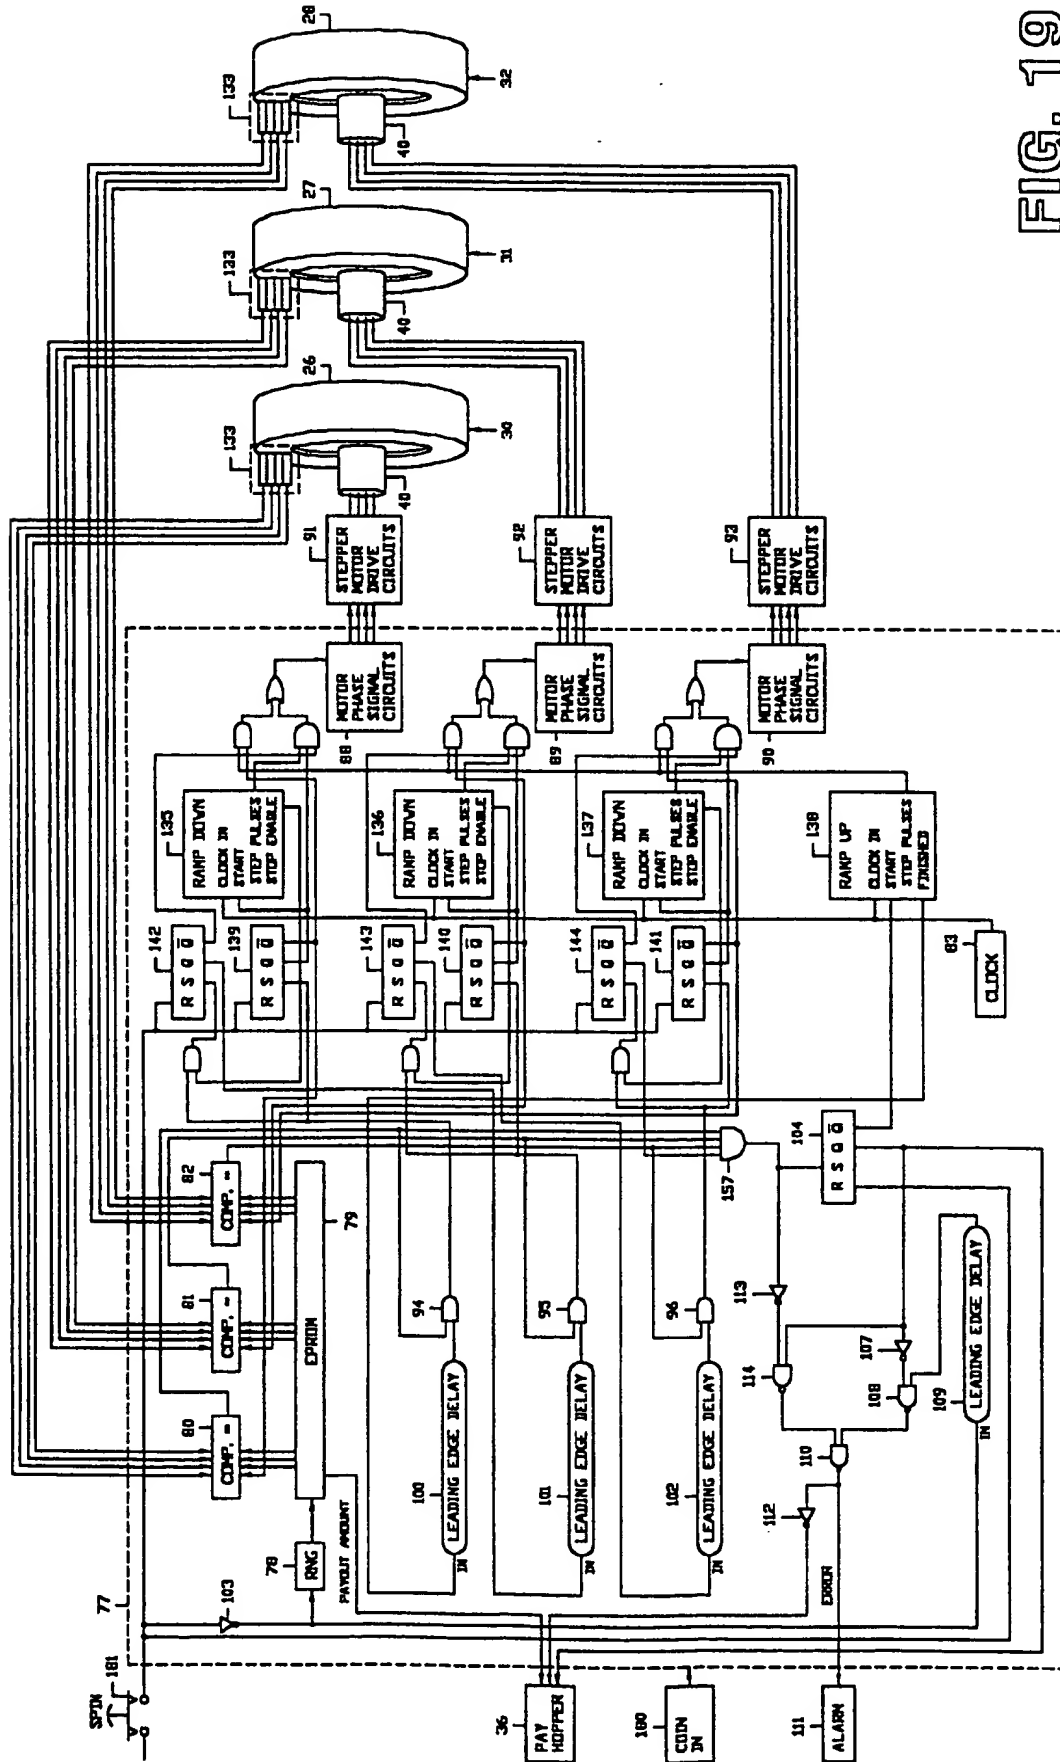 SPIN
181
77
103
78
RNG
PAYOUT AMOUNT
80
COMP. =
81
COMP. =
82
COMP. =
EPROM
79
142
R S Q Q̅
139
R S Q Q̅
135
RAMP DOWN
CLOCK IN
START
STEP PULSES
STOP ENABLE
143
R S Q Q̅
140
R S Q Q̅
136
RAMP DOWN
CLOCK IN
START
STEP PULSES
STOP ENABLE
144
R S Q Q̅
141
R S Q Q̅
137
RAMP DOWN
CLOCK IN
START
STEP PULSES
STOP ENABLE
138
RAMP UP
CLOCK IN
START
STEP PULSES
FINISHED
83
CLOCK
88
MOTOR
PHASE
SIGNAL
CIRCUITS
89
MOTOR
PHASE
SIGNAL
CIRCUITS
90
MOTOR
PHASE
SIGNAL
CIRCUITS
91
STEPPER
MOTOR
DRIVE
CIRCUITS
92
STEPPER
MOTOR
DRIVE
CIRCUITS
93
STEPPER
MOTOR
DRIVE
CIRCUITS
133
26
40
30
133
27
40
31
133
28
40
32
100
LEADING EDGE DELAY
IN
94
101
LEADING EDGE DELAY
IN
95
102
LEADING EDGE DELAY
IN
96
157
104
R S Q Q̅
113
114
107
108
109
LEADING EDGE DELAY
IN
110
112
ERROR
36
PAY
HOPPER
180
COIN
IN
111
ALARM
FIG. 19